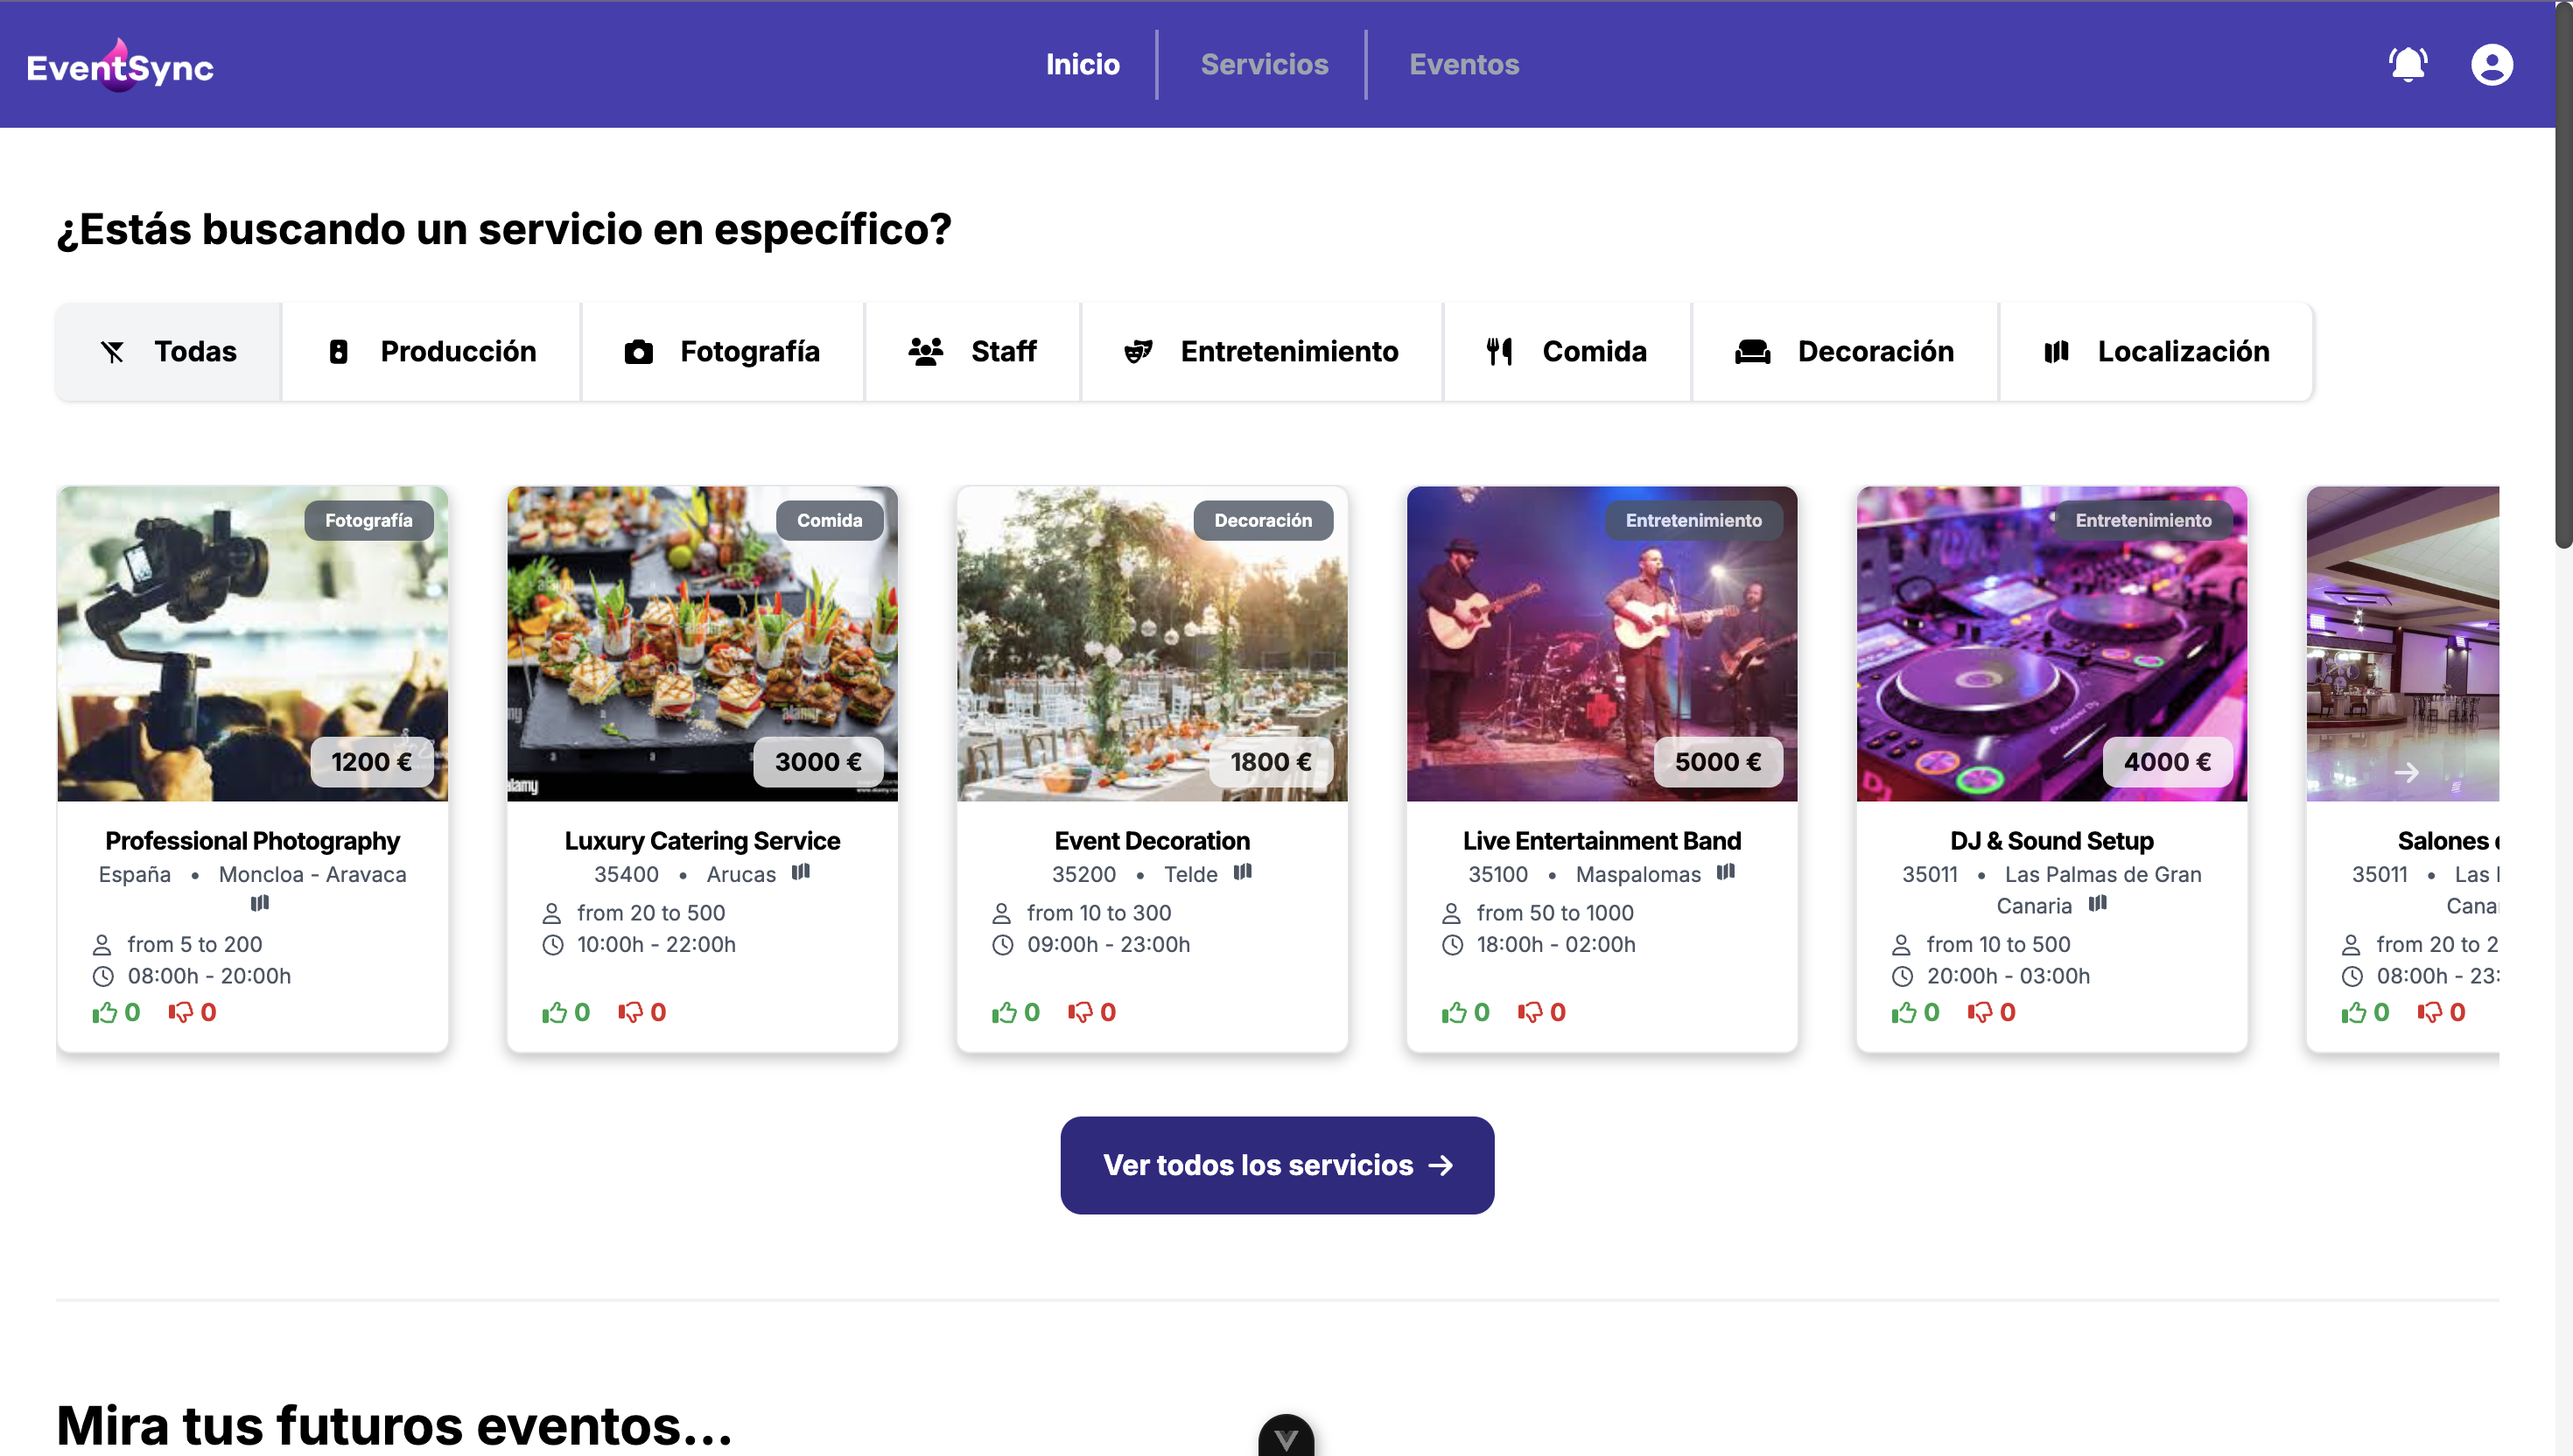 EventSync
Inicio
Servicios
Eventos
¿Estás buscando un servicio en específico?
Todas
Producción
Fotografía
Staff
Entretenimiento
Comida
Decoración
Localización
Fotografía
1200 €
Professional Photography
España • Moncloa - Aravaca
from 5 to 200
08:00h - 20:00h
0 0
Comida
alamy
alamy
alamy
3000 €
Luxury Catering Service
35400 • Arucas
from 20 to 500
10:00h - 22:00h
0 0
Decoración
1800 €
Event Decoration
35200 • Telde
from 10 to 300
09:00h - 23:00h
0 0
Entretenimiento
5000 €
Live Entertainment Band
35100 • Maspalomas
from 50 to 1000
18:00h - 02:00h
0 0
Entretenimiento
Pioneer DJ
4000 €
DJ & Sound Setup
35011 • Las Palmas de Gran
Canaria
from 10 to 500
20:00h - 03:00h
0 0
Salones
35011 • Las
Cana
from 20 to 2
08:00h - 23:
0 0
Ver todos los servicios →
Mira tus futuros eventos...